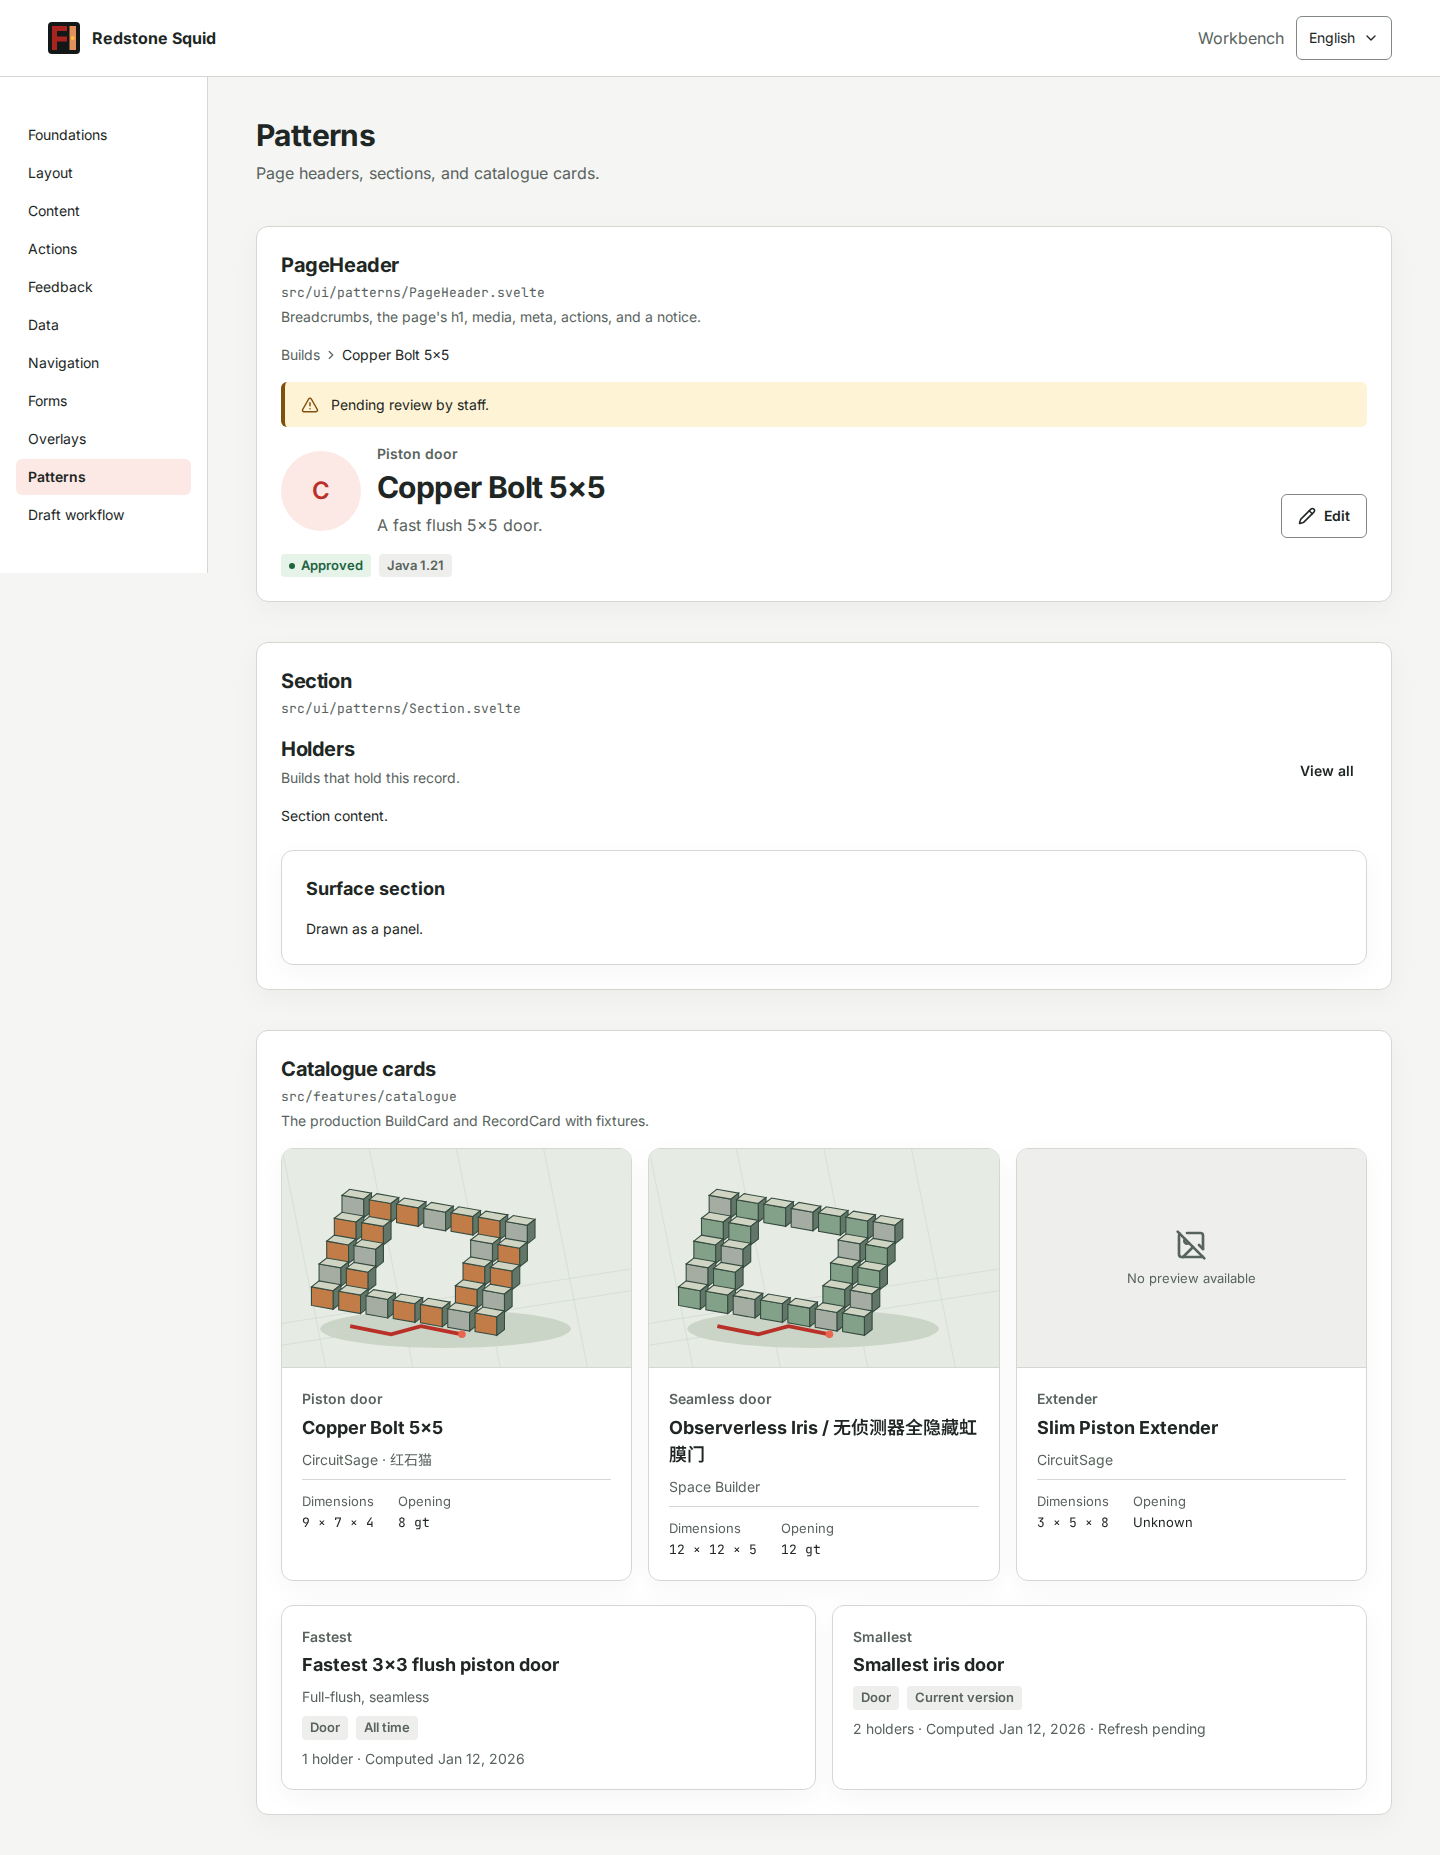 Redstone Squid
Workbench
English
Foundations
Layout
Content
Actions
Feedback
Data
Navigation
Forms
Overlays
Patterns
Draft workflow
Patterns
Page headers, sections, and catalogue cards.
PageHeader
src/ui/patterns/PageHeader.svelte
Breadcrumbs, the page's h1, media, meta, actions, and a notice.
Builds > Copper Bolt 5×5
Pending review by staff.
C
Piston door
Copper Bolt 5×5
A fast flush 5×5 door.
Edit
Approved
Java 1.21
Section
src/ui/patterns/Section.svelte
Holders
Builds that hold this record.
View all
Section content.
Surface section
Drawn as a panel.
Catalogue cards
src/features/catalogue
The production BuildCard and RecordCard with fixtures.
Piston door
Copper Bolt 5×5
CircuitSage · 红石猫
Dimensions Opening
9 × 7 × 4 8 gt
Seamless door
Observerless Iris / 无侦测器全隐藏虹
膜门
Space Builder
Dimensions Opening
12 × 12 × 5 12 gt
No preview available
Extender
Slim Piston Extender
CircuitSage
Dimensions Opening
3 × 5 × 8 Unknown
Fastest
Fastest 3×3 flush piston door
Full-flush, seamless
Door All time
1 holder · Computed Jan 12, 2026
Smallest
Smallest iris door
Door Current version
2 holders · Computed Jan 12, 2026 · Refresh pending